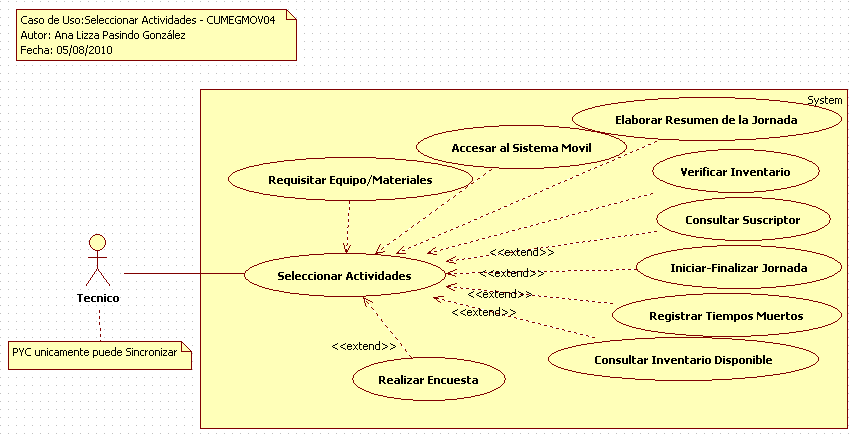 Caso de Uso:Seleccionar Actividades - CUMEGMOV04
Autor: Ana Lizza Pasindo González
Fecha: 05/08/2010
System
Elaborar Resumen de la Jornada
Accesar al Sistema Movil
Verificar Inventario
Requisitar Equipo/Materiales
Consultar Suscriptor
<<extend>>
Iniciar-Finalizar Jornada
<<extend>>
Seleccionar Actividades
<<extend>>
Tecnico
<<extend>>
Registrar Tiempos Muertos
PYC unicamente puede Sincronizar
<<extend>>
Consultar Inventario Disponible
Realizar Encuesta